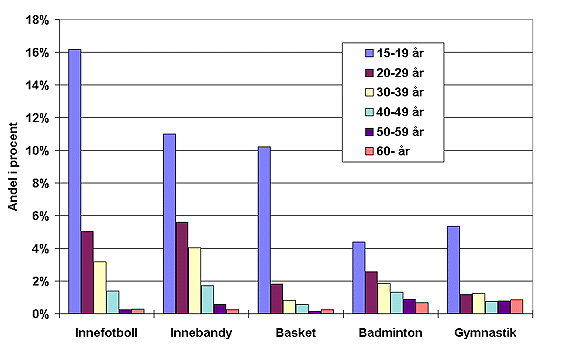 18%
16%
14%
12%
10%
8%
6%
4%
2%
0%
Andel i procent
15-19 år
20-29 år
30-39 år
40-49 år
50-59 år
60- år
Innefotboll Innebandy Basket Badminton Gymnastik